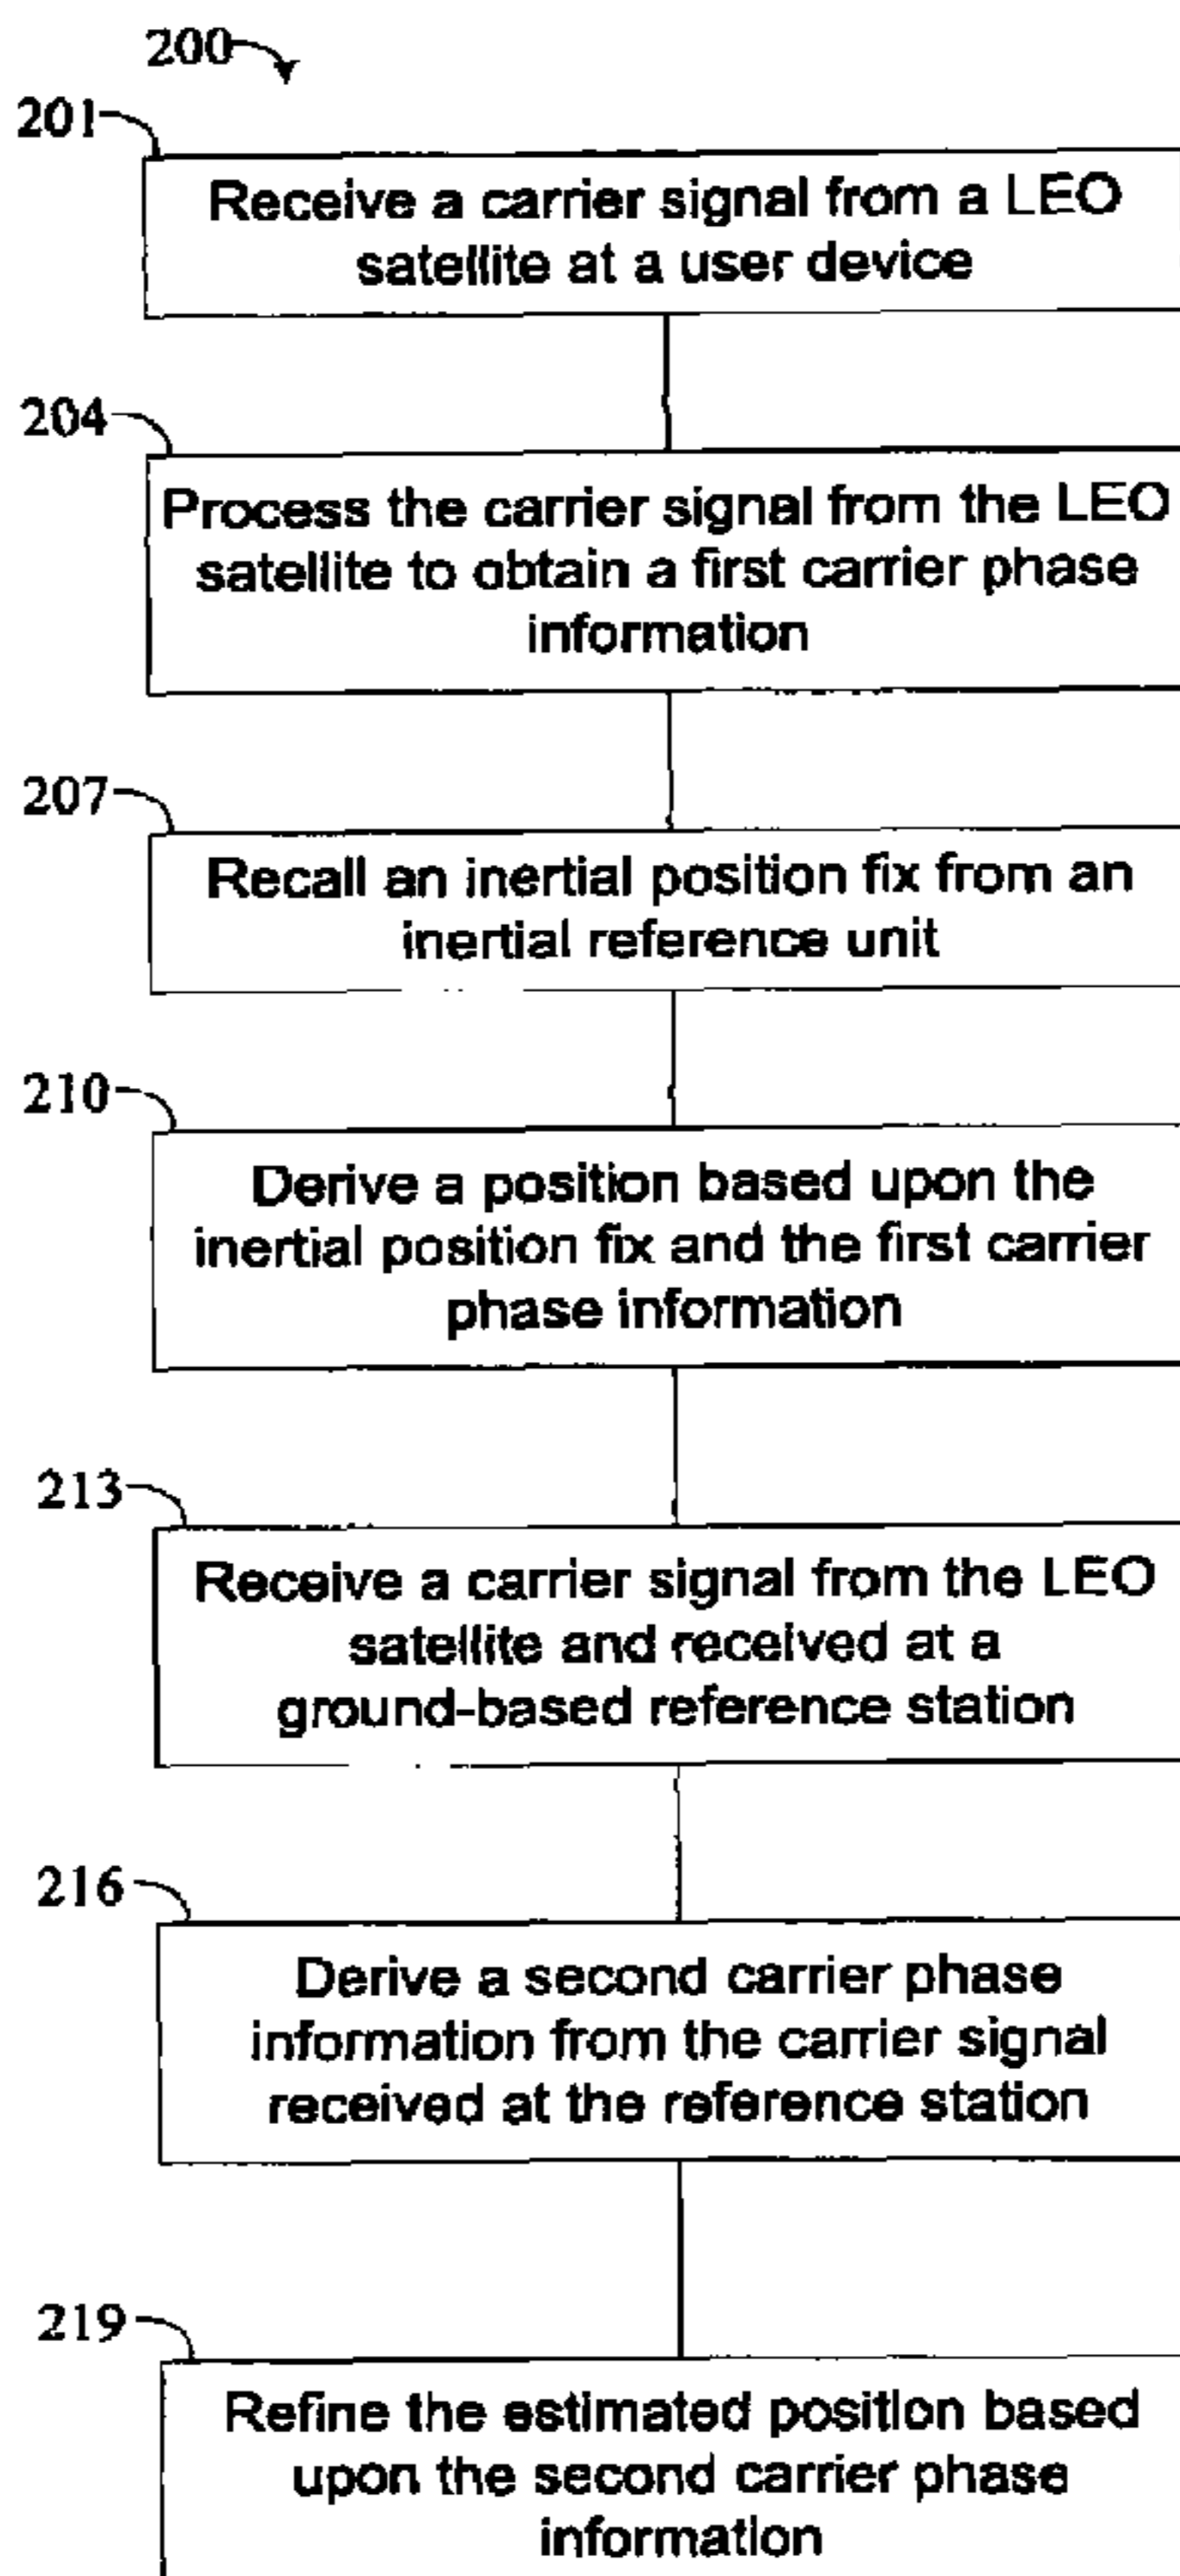 200
201
Receive a carrier signal from a LEO
satellite at a user device
204
Process the carrier signal from the LEO
satellite to obtain a first carrier phase
information
207
Recall an inertial position fix from an
inertial reference unit
210
Derive a position based upon the
inertial position fix and the first carrier
phase information
213
Receive a carrier signal from the LEO
satellite and received at a
ground-based reference station
216
Derive a second carrier phase
information from the carrier signal
received at the reference station
219
Refine the estimated position based
upon the second carrier phase
information